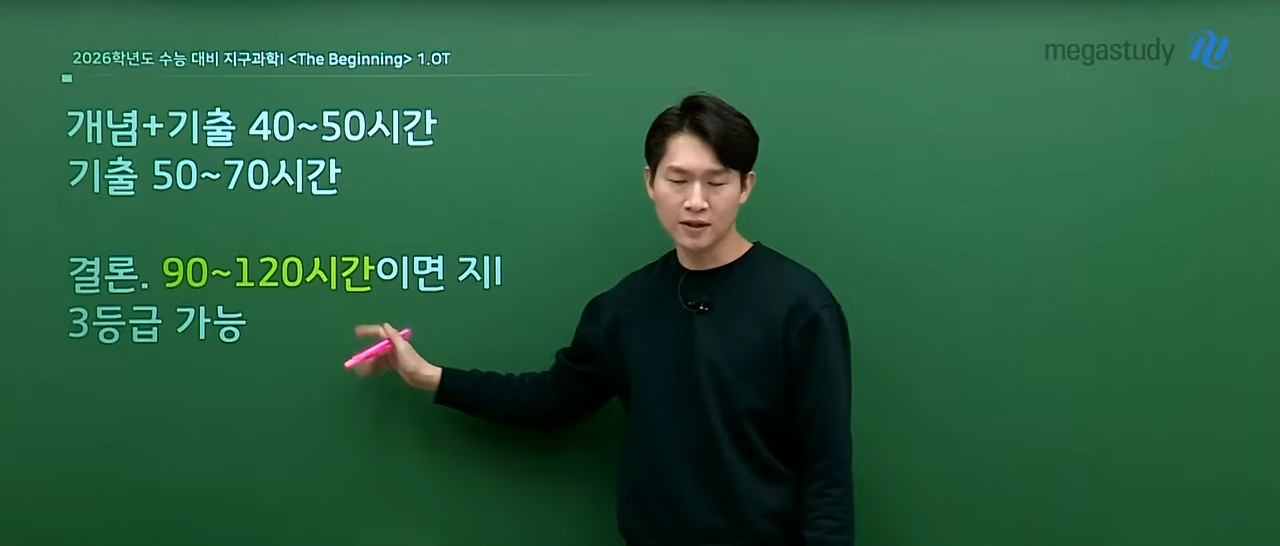 2026학년도 수능 대비 지구과학I <The Beginning> 1.OT
megastudy
개념+기출 40~50시간
기출 50~70시간
결론. 90~120시간이면 지I
3등급 가능